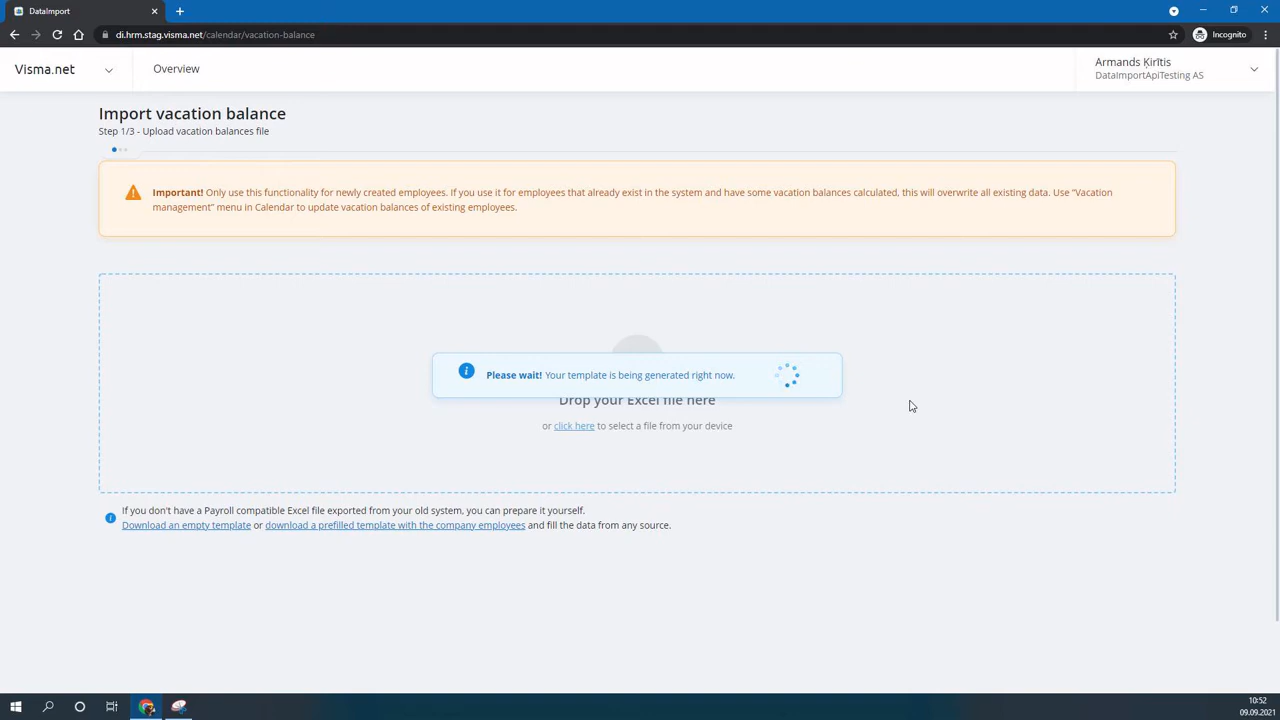 DataImport
di.hrm.stag.visma.net/calendar/vacation-balance
Incognito
Visma.net
Overview
Armands Ķirītis
DataImportApiTesting AS
Import vacation balance
Step 1/3 - Upload vacation balances file
Important! Only use this functionality for newly created employees. If you use it for employees that already exist in the system and have some vacation balances calculated, this will overwrite all existing data. Use "Vacation
management" menu in Calendar to update vacation balances of existing employees.
Please wait! Your template is being generated right now.
Drop your Excel file here
or click here to select a file from your device
If you don't have a Payroll compatible Excel file exported from your old system, you can prepare it yourself.
Download an empty template or download a prefilled template with the company employees and fill the data from any source.
10:52
09.09.2021